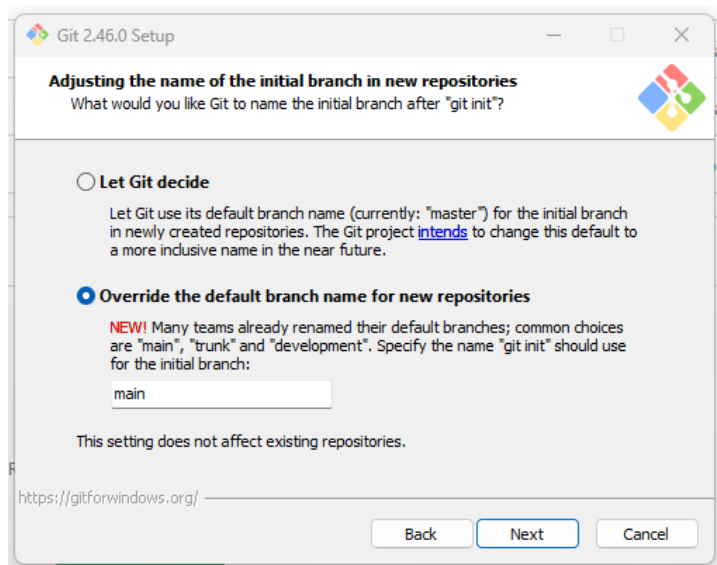 Git 2.46.0 Setup
Adjusting the name of the initial branch in new repositories
What would you like Git to name the initial branch after "git init"?
Let Git decide
Let Git use its default branch name (currently: "master") for the initial branch
in newly created repositories. The Git project intends to change this default to
a more inclusive name in the near future.
Override the default branch name for new repositories
NEW! Many teams already renamed their default branches; common choices
are "main", "trunk" and "development". Specify the name "git init" should use
for the initial branch:
main
This setting does not affect existing repositories.
https://gitforwindows.org/
Back Next Cancel